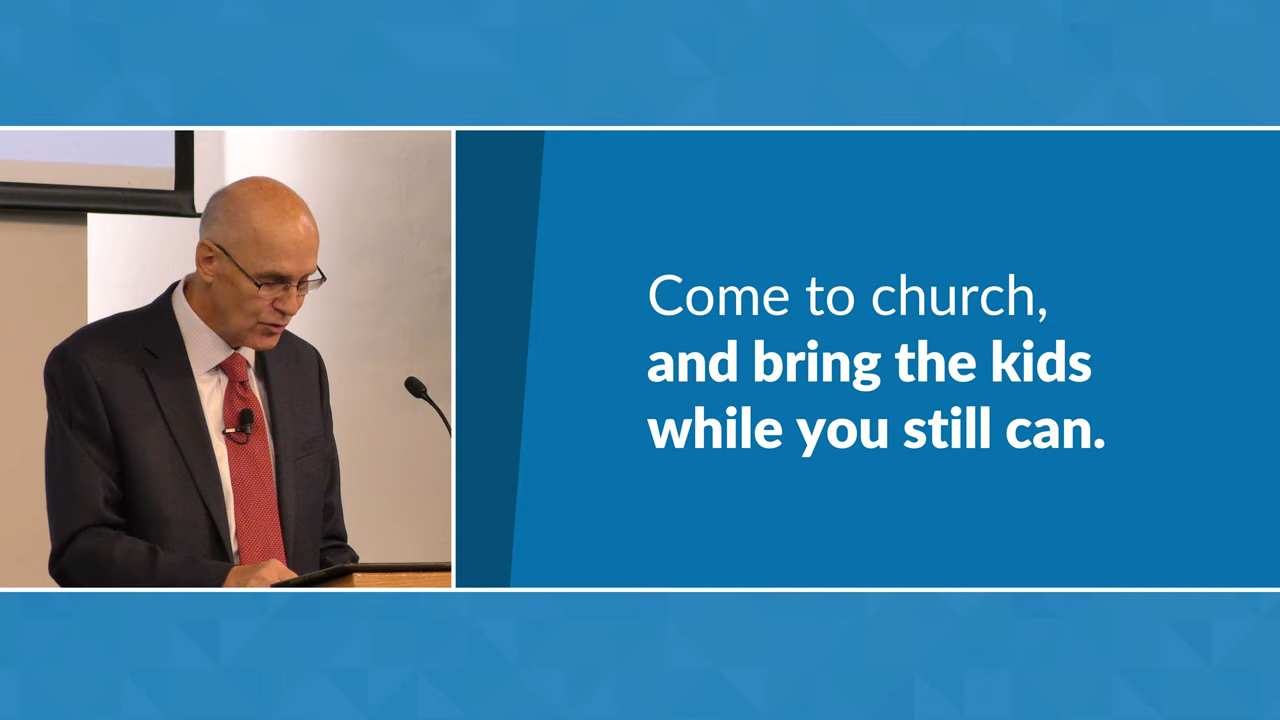 Come to church,
and bring the kids
while you still can.